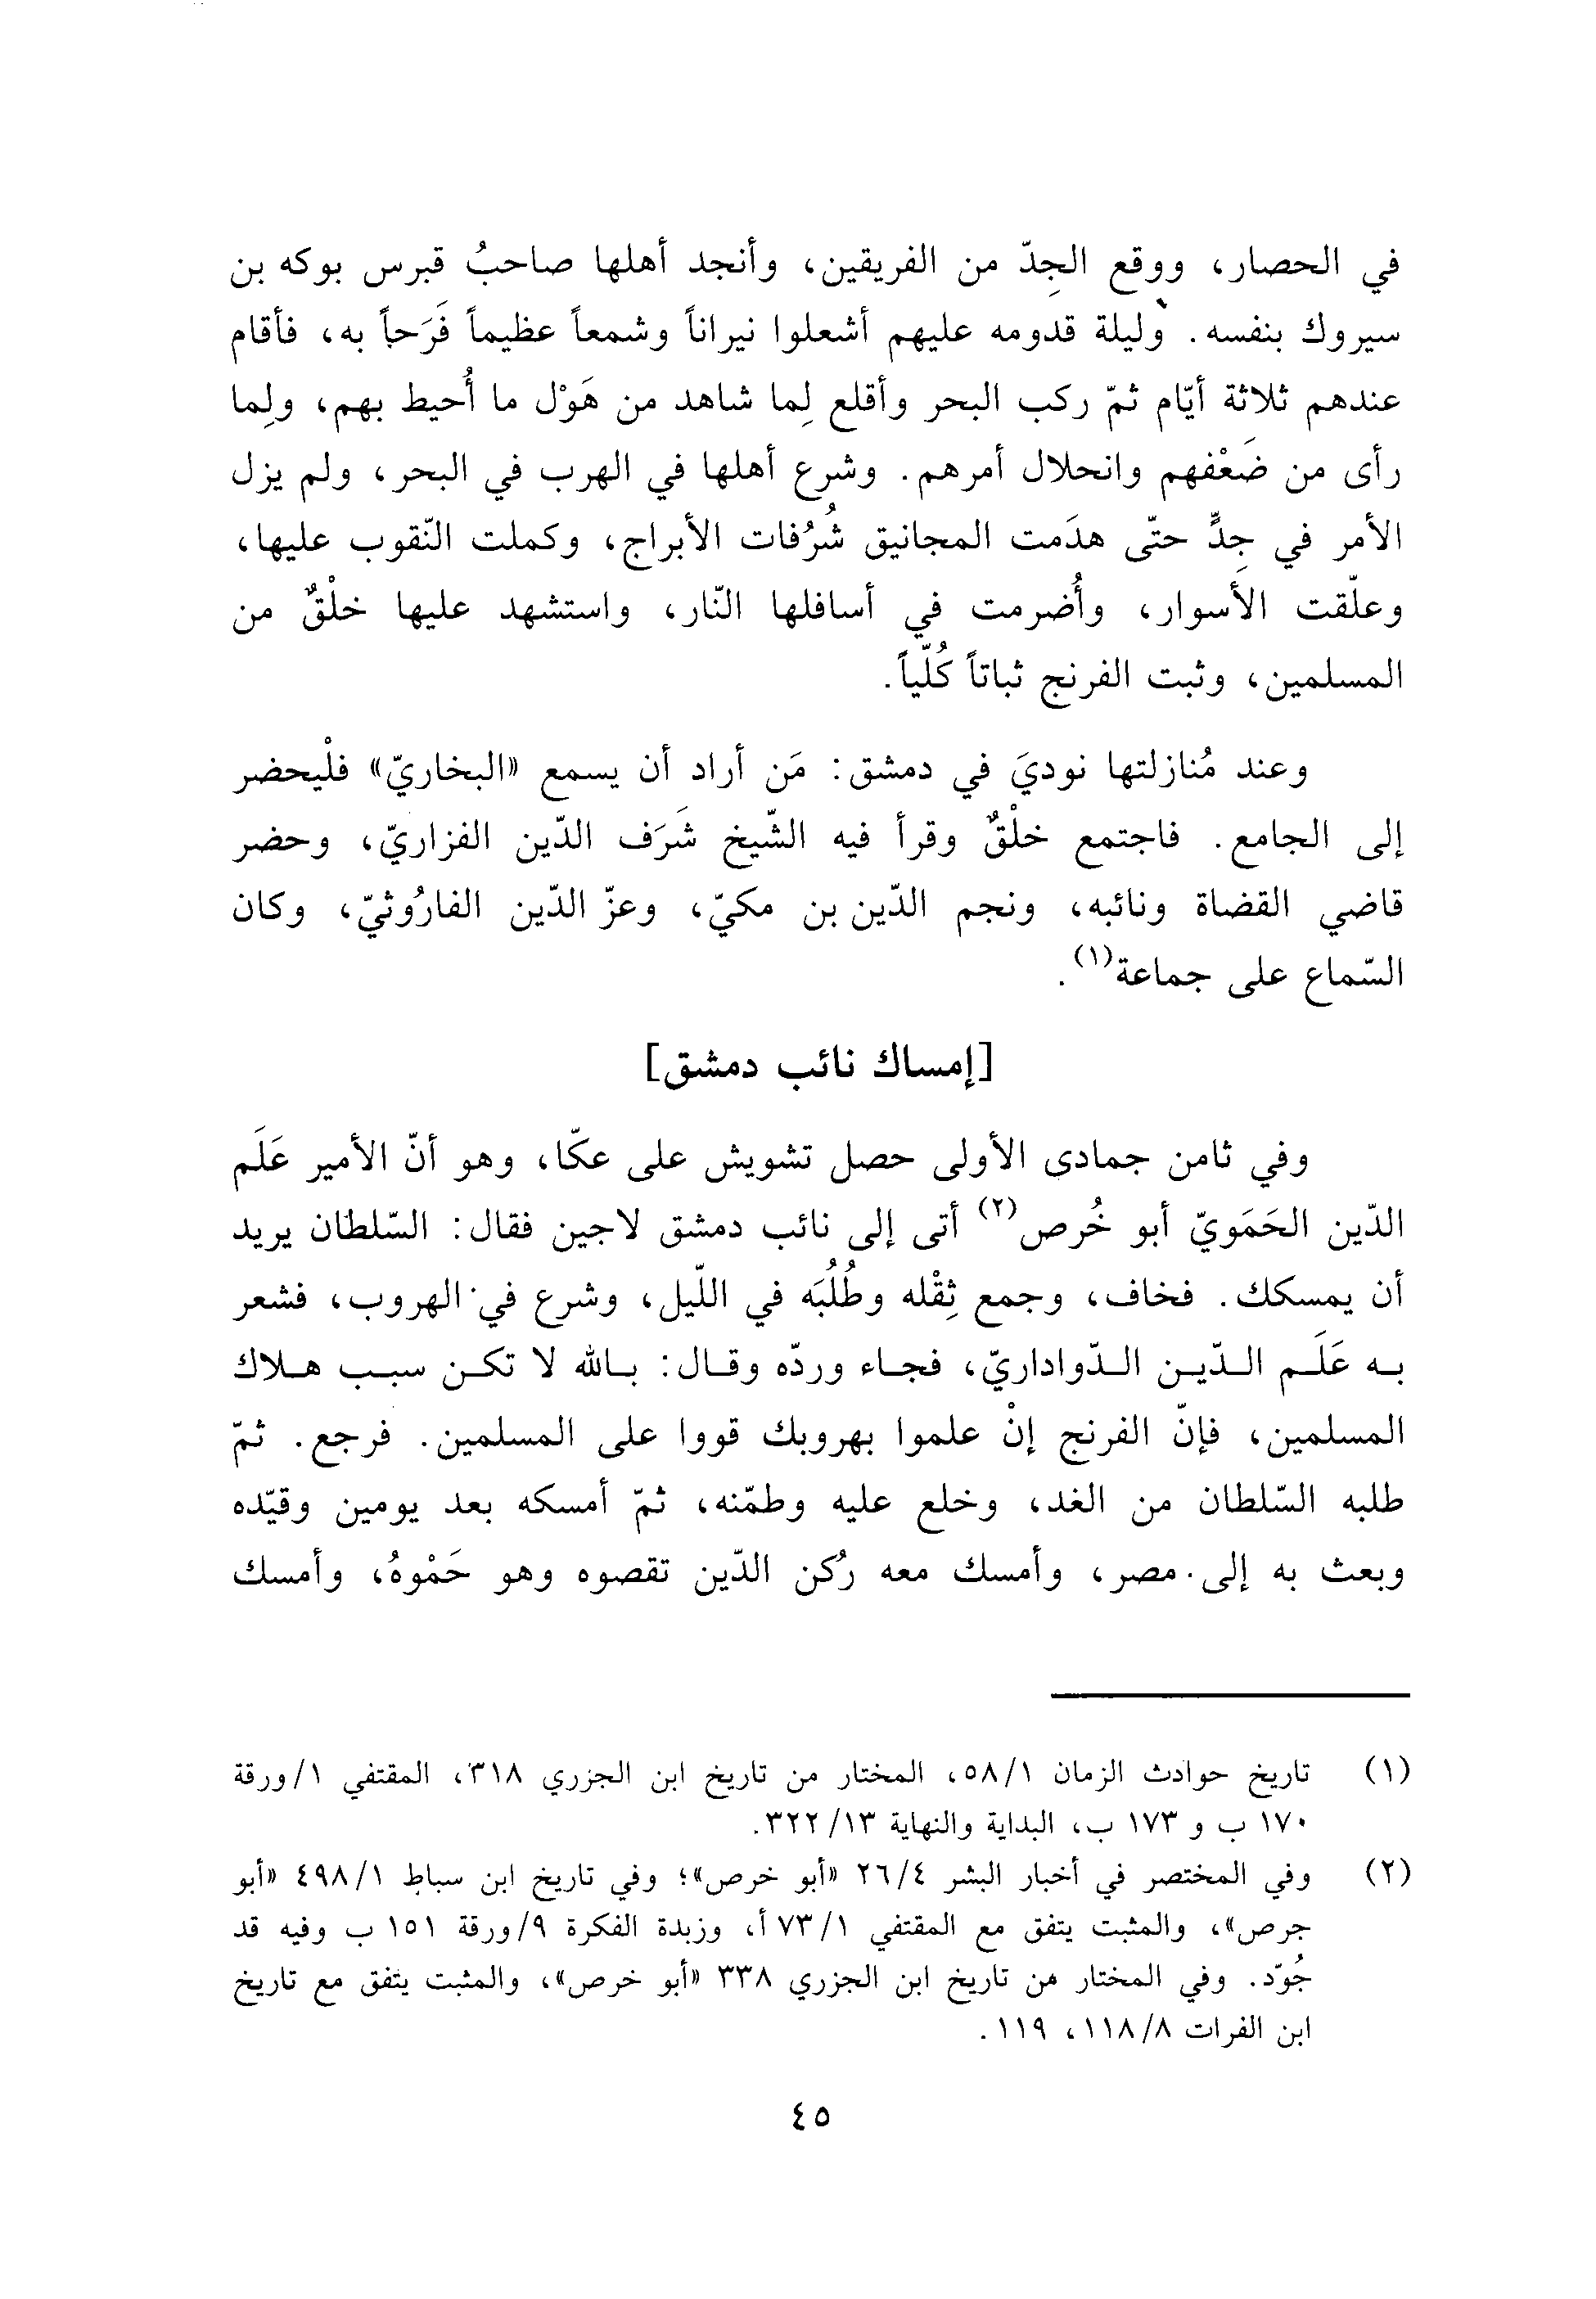 في الحصار، ووقع الجِدّ من الفريقين، وأنجد أهلها صاحبُ قبرس بوكه بن
سيروك بنفسه. وليلة قدومه عليهم أشعلوا نيراناً وشمعاً عظيماً فَرَحاً به، فأقام
عندهم ثلاثة أيّام ثمّ ركب البحر وأقلع لِما شاهد من هَوْل ما أُحيط بهم، ولِما
رأى من ضَعْفهم وانحلال أمرهم. وشرع أهلها في الهرب في البحر، ولم يزل
الأمر في جِدٍّ حتّى هدَمت المجانيق شُرُفات الأبراج، وكملت النّقوب عليها،
وعلّقت الأسوار، وأُضرمت في أسافلها النّار، واستشهد عليها خلْقٌ من
المسلمين، وثبت الفرنج ثباتاً كُلّياً.
وعند مُنازلتها نوديَ في دمشق: مَن أراد أن يسمع «البخاريّ» فلْيحضر
إلى الجامع. فاجتمع خلْقٌ وقرأ فيه الشّيخ شَرَف الدّين الفزاريّ، وحضر
قاضي القضاة ونائبه، ونجم الدّين بن مكيّ، وعزّ الدّين الفارُوثيّ، وكان
السّماع على جماعة(١).
[إمساك نائب دمشق]
وفي ثامن جمادى الأولى حصل تشويش على عكّا، وهو أنّ الأمير عَلَم
الدّين الحَمَويّ أبو خُرص(٢) أتى إلى نائب دمشق لاجين فقال: السّلطان يريد
أن يمسكك. فخاف، وجمع ثِقْله وطُلُبَه في اللّيل، وشرع في الهروب، فشعر
بـه عَلَـم الـدّيـن الـدّواداريّ، فجـاء وردّه وقـال: بـالله لا تكـن سبـب هـلاك
المسلمين، فإنّ الفرنج إنْ علموا بهروبك قووا على المسلمين. فرجع. ثمّ
طلبه السّلطان من الغد، وخلع عليه وطمّنه، ثمّ أمسكه بعد يومين وقيّده
وبعث به إلى مصر، وأمسك معه رُكن الدّين تقصوه وهو حَمْوهُ، وأمسك
(١) تاريخ حوادث الزمان ٥٨/١، المختار من تاريخ ابن الجزري ٣١٨، المقتفي ١/ورقة
١٧٠ ب و ١٧٣ ب، البداية والنهاية ٣٢٢/١٣.
(٢) وفي المختصر في أخبار البشر ٢٦/٤ «أبو خرص»؛ وفي تاريخ ابن سباط ٤٩٨/١ «أبو
جرص»، والمثبت يتفق مع المقتفي ٧٣/١ أ، وزبدة الفكرة ٩/ورقة ١٥١ ب وفيه قد
جُوّد. وفي المختار من تاريخ ابن الجزري ٣٣٨ «أبو خرص»، والمثبت يتفق مع تاريخ
ابن الفرات ١١٨/٨، ١١٩.
٤٥